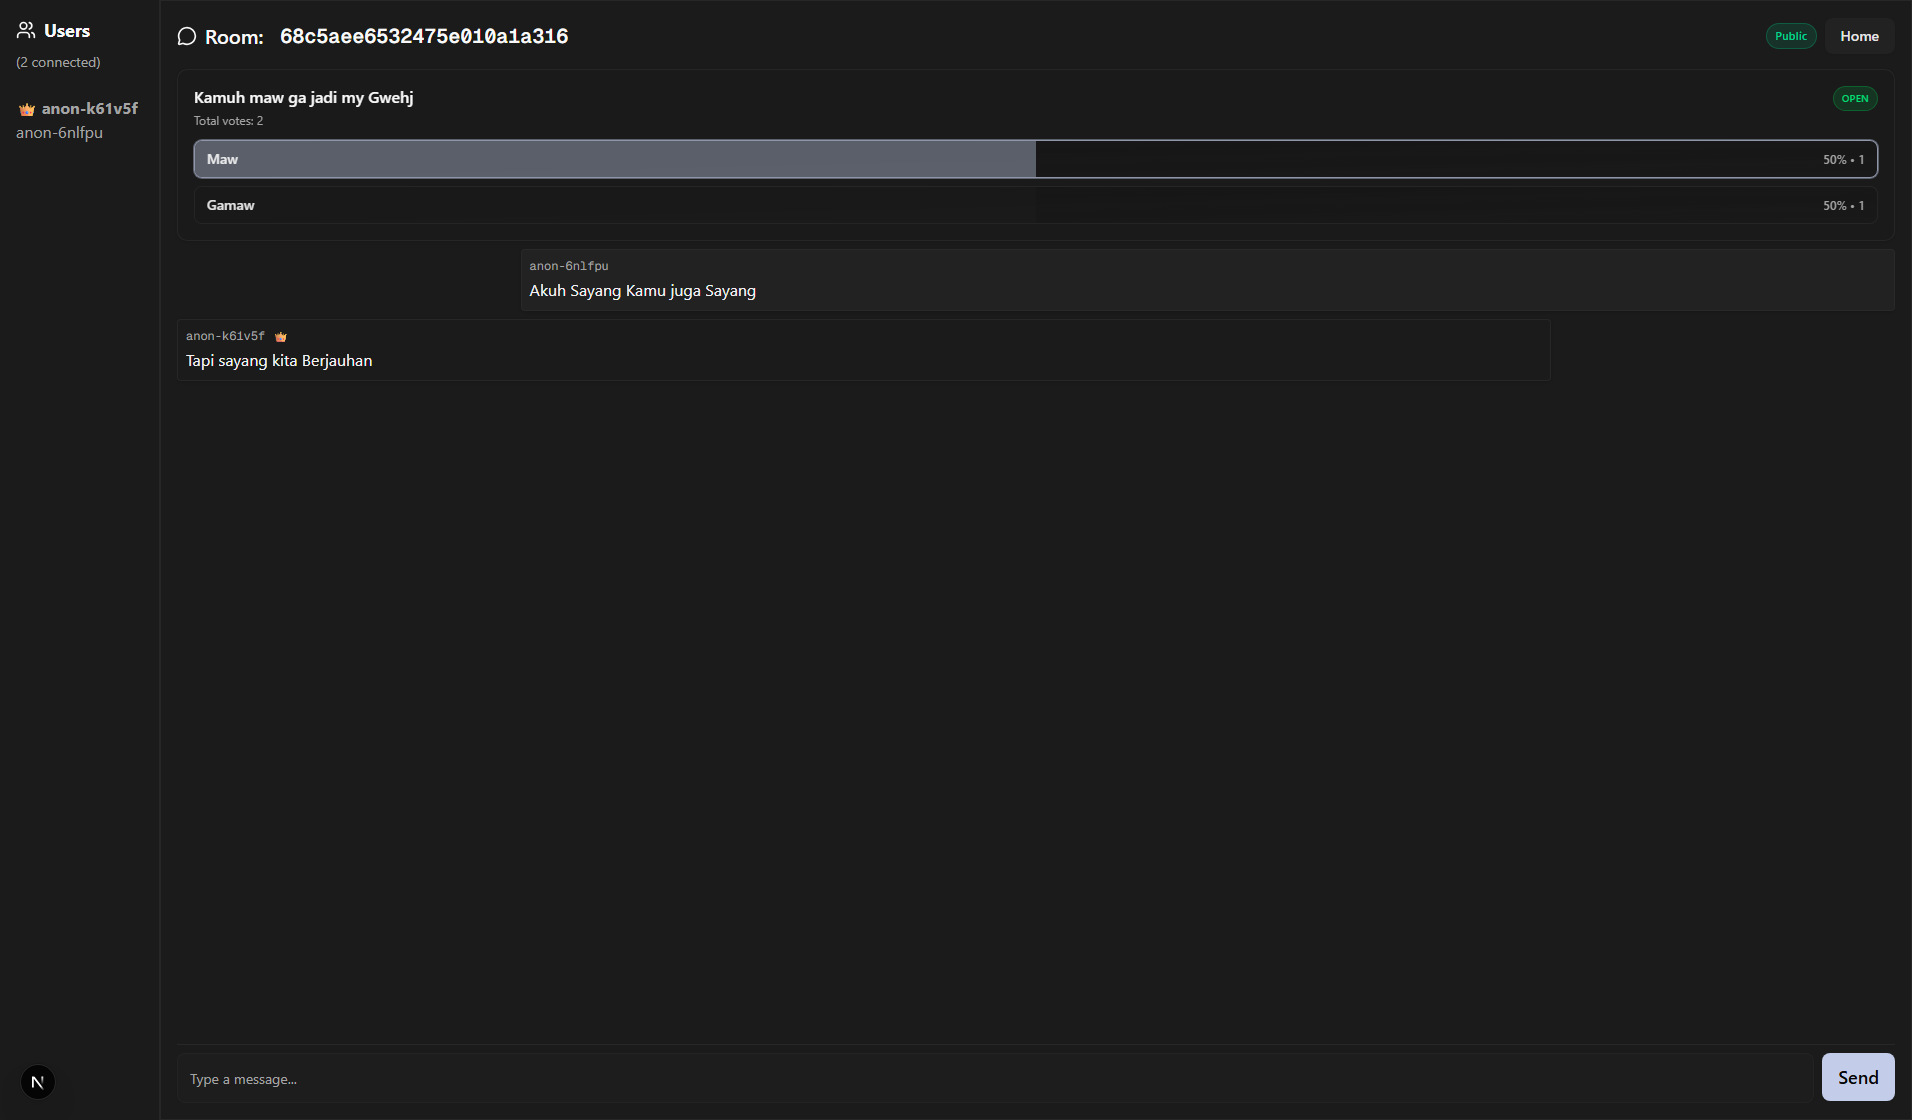 Users
(2 connected)
👑 anon-k61v5f
anon-6nlfpu
Room: 68c5aee6532475e010a1a316
Public
Home
Kamuh maw ga jadi my Gwehj
OPEN
Total votes: 2
Maw 50% • 1
Gamaw 50% • 1
anon-6nlfpu
Akuh Sayang Kamu juga Sayang
anon-k61v5f 👑
Tapi sayang kita Berjauhan
N
Type a message...
Send